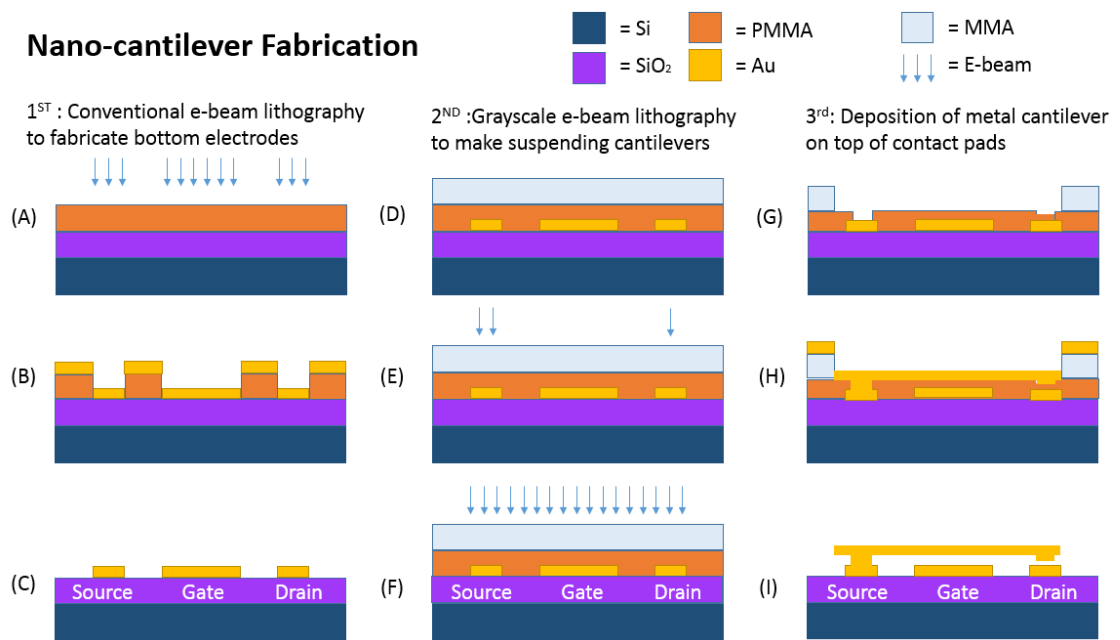 Nano-cantilever Fabrication
= Si
= PMMA
= MMA
= SiO₂
= Au
= E-beam
1ST : Conventional e-beam lithography
to fabricate bottom electrodes
2ND :Grayscale e-beam lithography
to make suspending cantilevers
3rd: Deposition of metal cantilever
on top of contact pads
(A)
(D)
(G)
(B)
(E)
(H)
(C)
Source Gate Drain
(F)
Source Gate Drain
(I)
Source Gate Drain